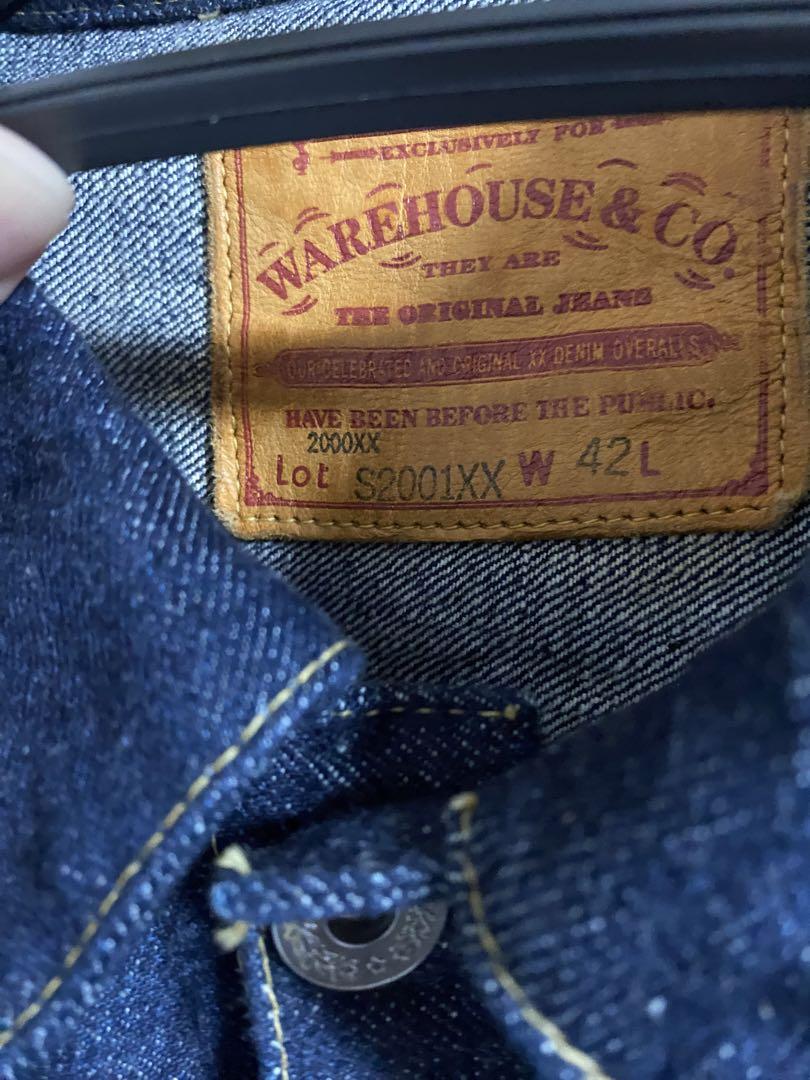 EXCLUSIVELY FOR
WAREHOUSE & CO.
THEY ARE
THE ORIGINAL JEANS
OUR CELEBRATED AND ORIGINAL XX DENIM OVERALLS
HAVE BEEN BEFORE THE PUBLIC.
2000XX
Lot S2001XX W 42 L